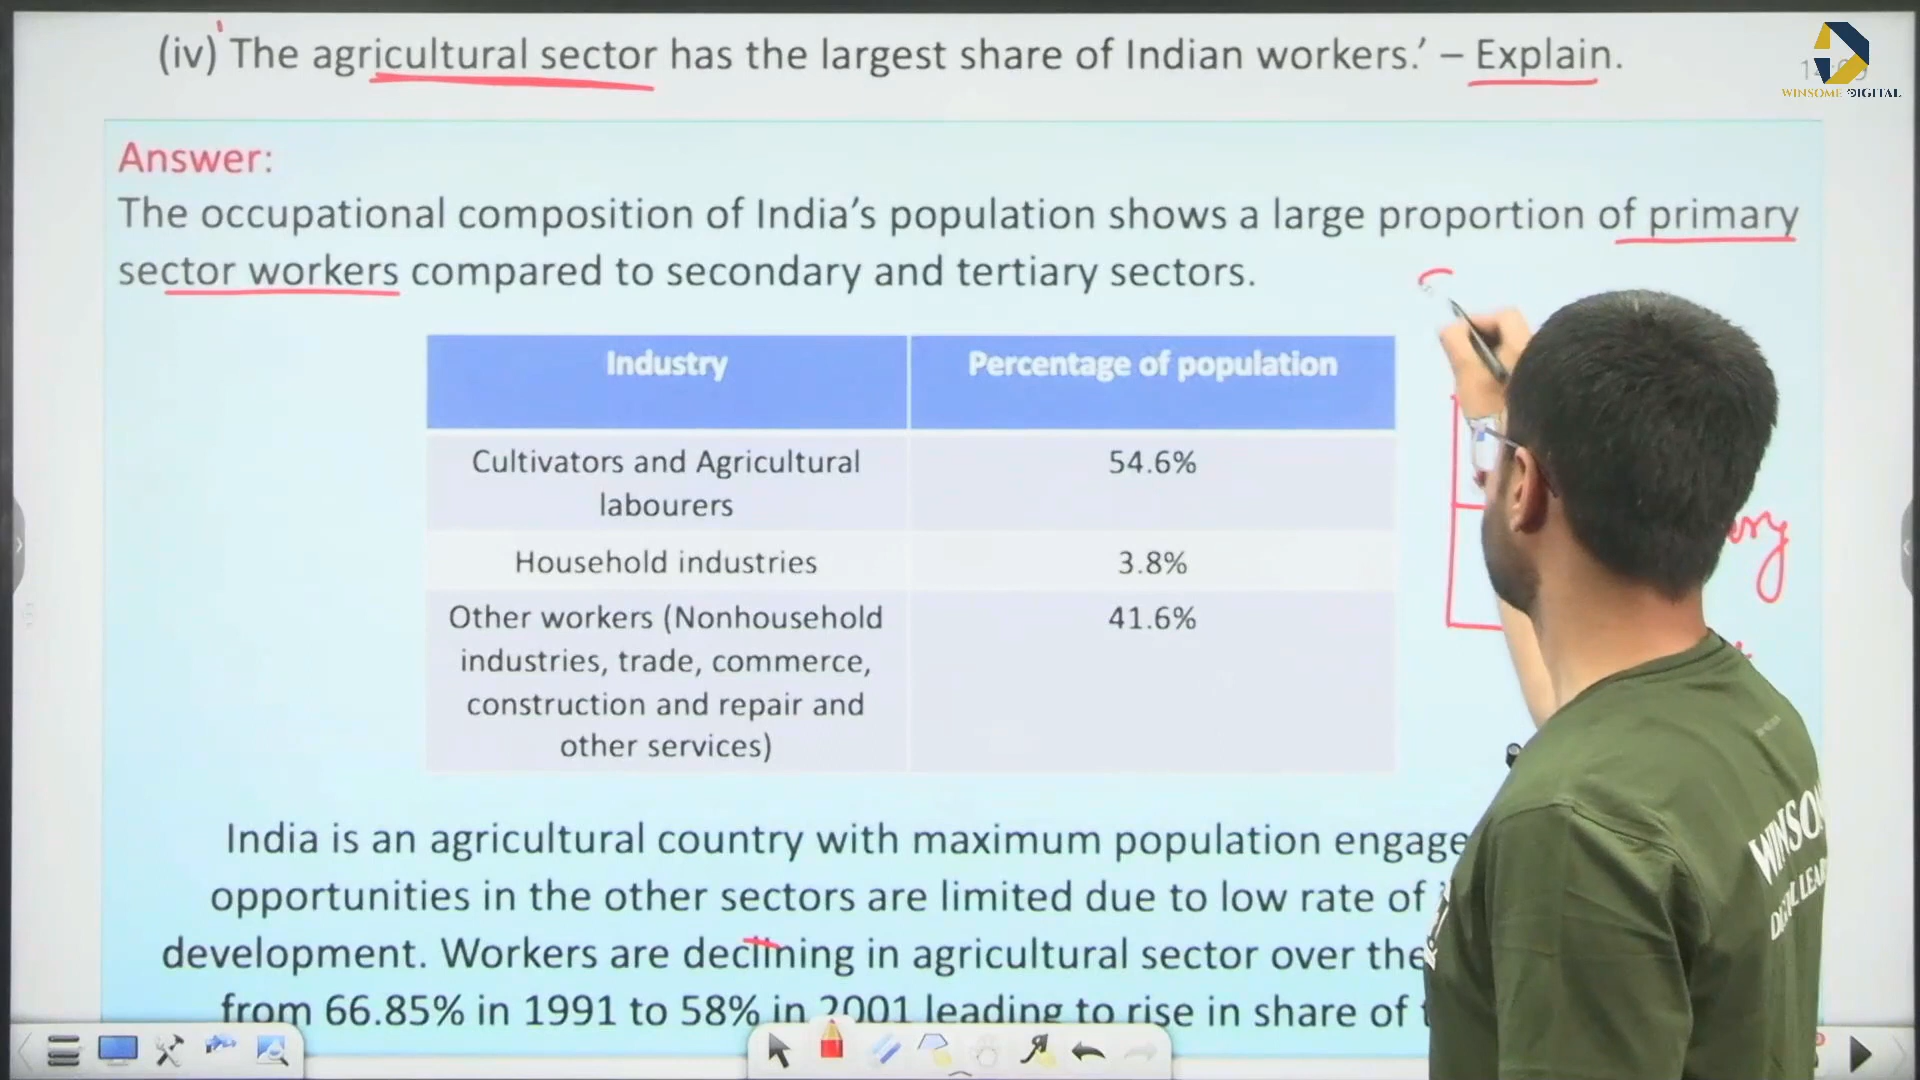 (iv) 'The agricultural sector has the largest share of Indian workers.' – Explain.
WINSOME DIGITAL
Answer:
The occupational composition of India's population shows a large proportion of primary
sector workers compared to secondary and tertiary sectors.
Industry
Percentage of population
Cultivators and Agricultural
labourers
54.6%
Household industries
3.8%
Other workers (Nonhousehold
industries, trade, commerce,
construction and repair and
other services)
41.6%
India is an agricultural country with maximum population engage
opportunities in the other sectors are limited due to low rate of
development. Workers are declining in agricultural sector over the
from 66.85% in 1991 to 58% in 2001 leading to rise in share of